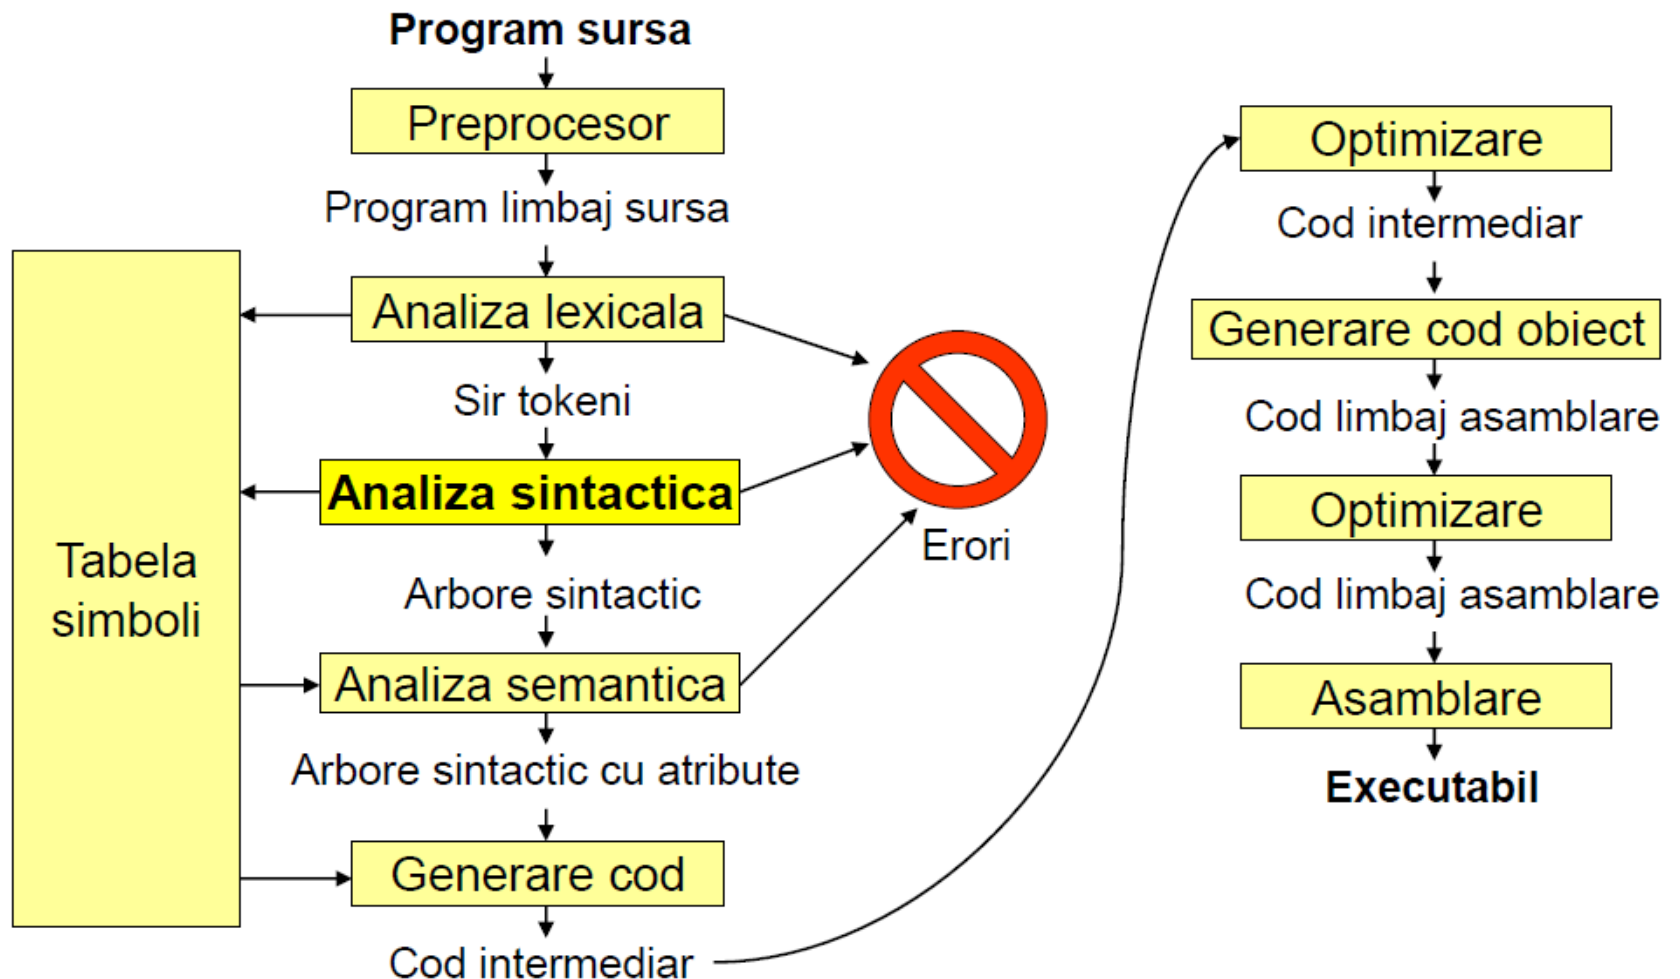 Program sursa
Preprocesor
Program limbaj sursa
Analiza lexicala
Sir tokeni
Analiza sintactica
Arbore sintactic
Analiza semantica
Arbore sintactic cu atribute
Generare cod
Cod intermediar
Tabela
simboli
Erori
Optimizare
Cod intermediar
Generare cod obiect
Cod limbaj asamblare
Optimizare
Cod limbaj asamblare
Asamblare
Executabil